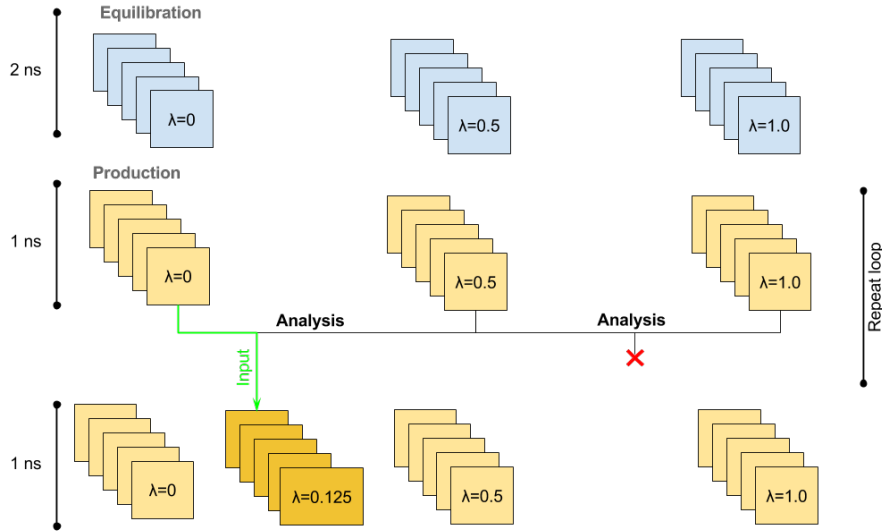 Equilibration
2 ns
λ=0
λ=0.5
λ=1.0
Production
1 ns
λ=0
λ=0.5
λ=1.0
Repeat loop
Analysis
Analysis
Input
1 ns
λ=0
λ=0.125
λ=0.5
λ=1.0